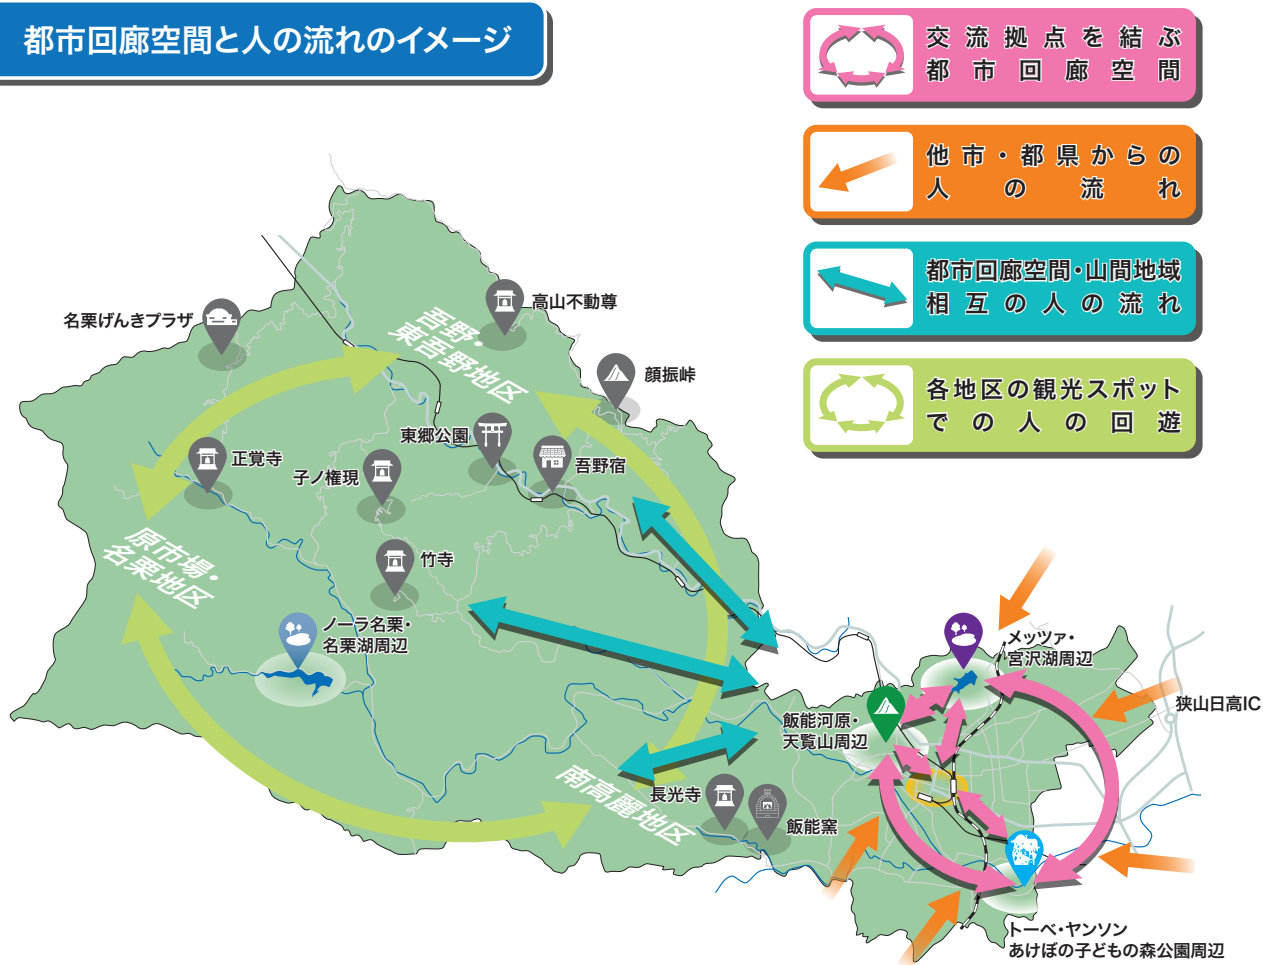 都市回廊空間と人の流れのイメージ
交流拠点を結ぶ
都市回廊空間
他市・都県からの
人の流れ
都市回廊空間・山間地域
相互の人の流れ
各地区の観光スポット
での人の回遊
高山不動尊
名栗げんきプラザ
吾野・
東吾野地区
顔振峠
東郷公園
正覚寺
子ノ権現
吾野宿
原市場・
名栗地区
竹寺
ノーラ名栗・
名栗湖周辺
メッツァ・
宮沢湖周辺
狭山日高IC
飯能河原・
天覧山周辺
南高麗地区
長光寺
飯能窯
トーベ・ヤンソン
あけぼの子どもの森公園周辺